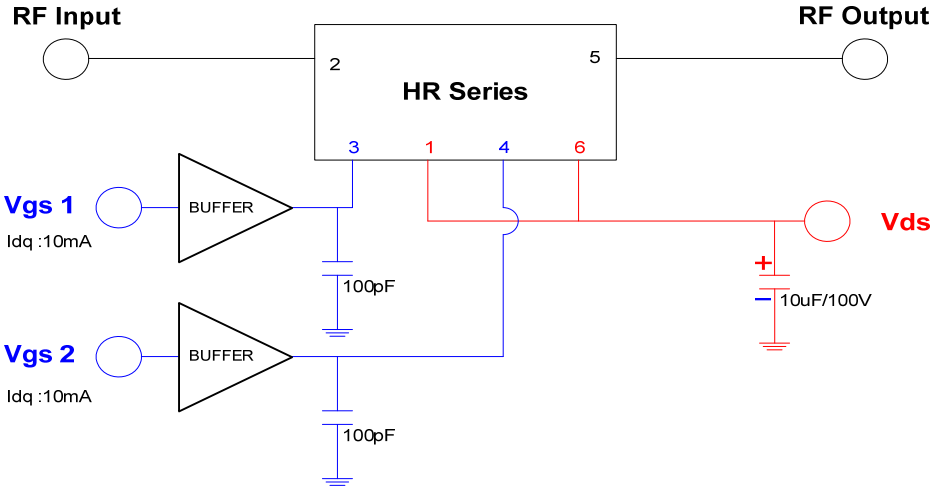 RF Input
RF Output
2
5
HR Series
3
1
4
6
Vgs 1
BUFFER
Idq :10mA
Vds
+
100pF
10uF/100V
Vgs 2
BUFFER
Idq :10mA
100pF